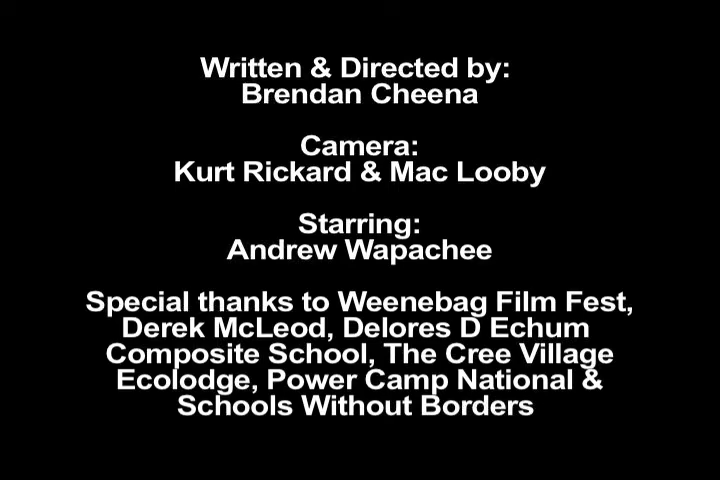 Written & Directed by:
Brendan Cheena
Camera:
Kurt Rickard & Mac Looby
Starring:
Andrew Wapachee
Special thanks to Weenebag Film Fest,
Derek McLeod, Delores D Echum
Composite School, The Cree Village
Ecolodge, Power Camp National &
Schools Without Borders